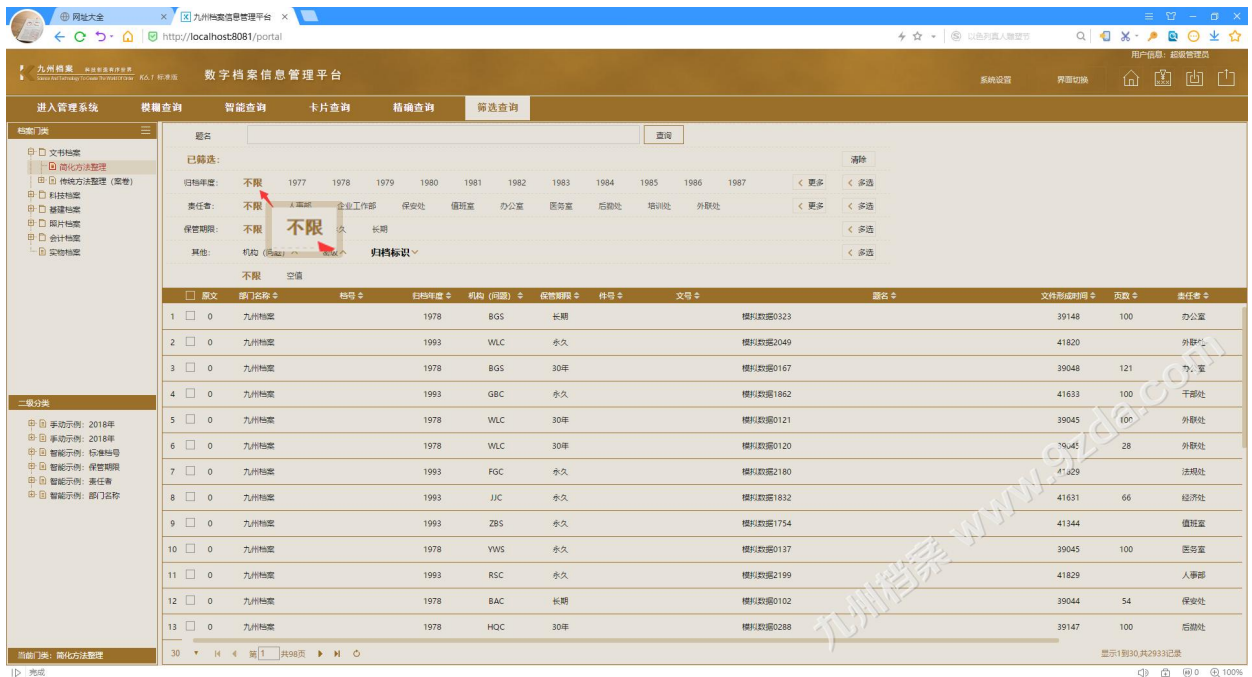 网址大全 九州档案信息管理平台
http://localhost:8081/portal
九州档案 K6.1 标准版 数字档案信息管理平台
用户信息：超级管理员
系统设置 界面切换
进入管理系统 模糊查询 智能查询 卡片查询 精确查询 筛选查询
档案门类
文书档案
简化方法整理
传统方法整理（案卷）
科技档案
基建档案
照片档案
会计档案
实物档案
二级分类
手动示例：2018年
手动示例：2018年
智能示例：标准档号
智能示例：保管期限
智能示例：责任者
智能示例：部门名称
当前门类：简化方法整理
题名 查询
已筛选： 清除
归档年度： 不限 1977 1978 1979 1980 1981 1982 1983 1984 1985 1986 1987 更多 多选
责任者： 不限 人事部 企业工作部 保安处 值班室 办公室 医务室 后勤处 培训处 外联处 更多 多选
保管期限： 不限 不限 久 长期 多选
其他： 机构（问题） 归档标识 多选
不限 空值
原文 部门名称 档号 归档年度 机构（问题） 保管期限 件号 文号 题名 文件形成时间 页数 责任者
1 0 九州档案 1978 BGS 长期 模拟数据0323 39148 100 办公室
2 0 九州档案 1993 WLC 永久 模拟数据2049 41820 外联处
3 0 九州档案 1978 BGS 30年 模拟数据0167 39048 121 办公室
4 0 九州档案 1993 GBC 永久 模拟数据1862 41633 100 干部处
5 0 九州档案 1978 WLC 30年 模拟数据0121 39045 100 外联处
6 0 九州档案 1978 WLC 30年 模拟数据0120 39045 28 外联处
7 0 九州档案 1993 FGC 永久 模拟数据2180 41829 法规处
8 0 九州档案 1993 JJC 永久 模拟数据1832 41631 66 经济处
9 0 九州档案 1993 ZBS 永久 模拟数据1754 41344 值班室
10 0 九州档案 1978 YWS 永久 模拟数据0137 39045 100 医务室
11 0 九州档案 1993 RSC 永久 模拟数据2199 41829 人事部
12 0 九州档案 1978 BAC 长期 模拟数据0102 39044 54 保安处
13 0 九州档案 1978 HQC 30年 模拟数据0288 39147 100 后勤处
30 第 1 共98页 显示1到30,共2933记录
九州档案 www.9zda.com
完成 0 100%